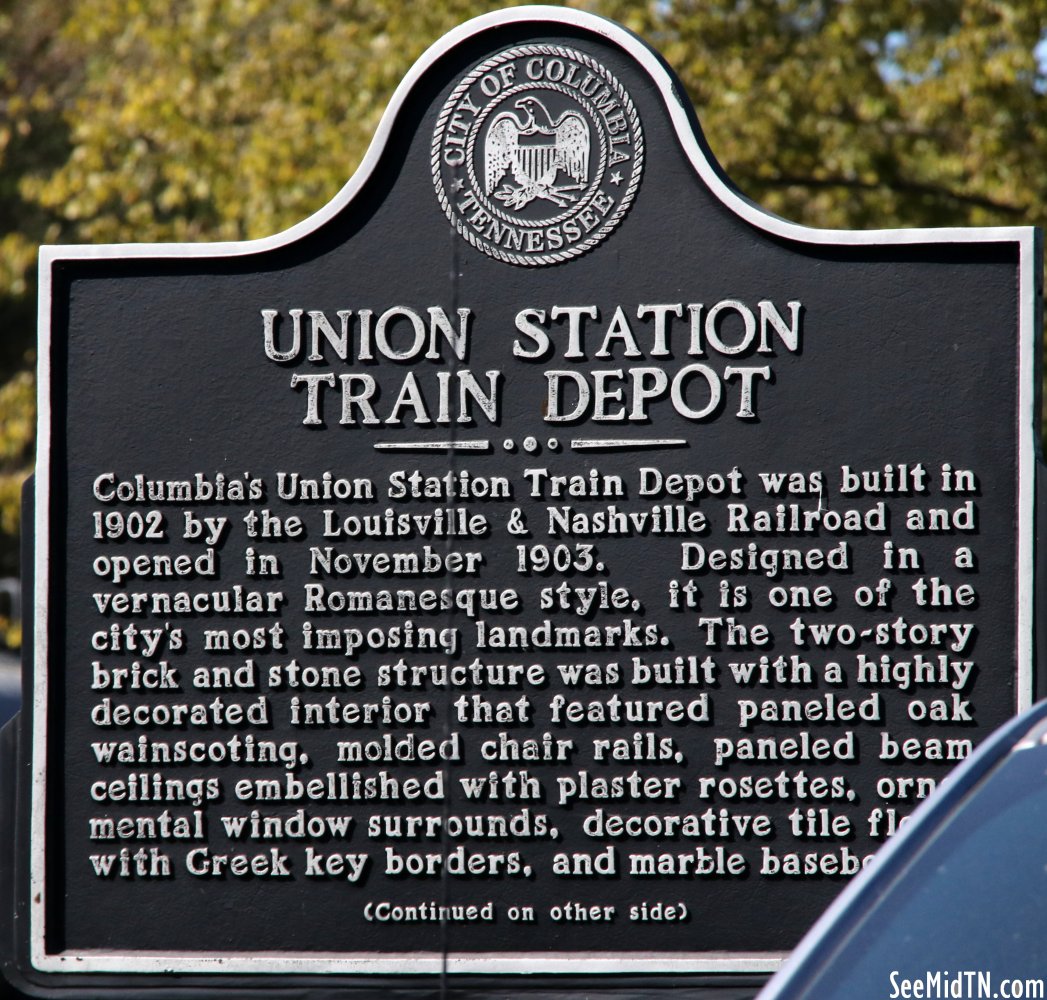 CITY OF COLUMBIA
TENNESSEE
UNION STATION
TRAIN DEPOT
Columbia's Union Station Train Depot was built in
1902 by the Louisville & Nashville Railroad and
opened in November 1903. Designed in a
vernacular Romanesque style, it is one of the
city's most imposing landmarks. The two-story
brick and stone structure was built with a highly
decorated interior that featured paneled oak
wainscoting, molded chair rails, paneled beam
ceilings embellished with plaster rosettes,
mental window surrounds, decorative tile
with Greek key borders, and marble
(Continued on other side)
SeeMidTN.com